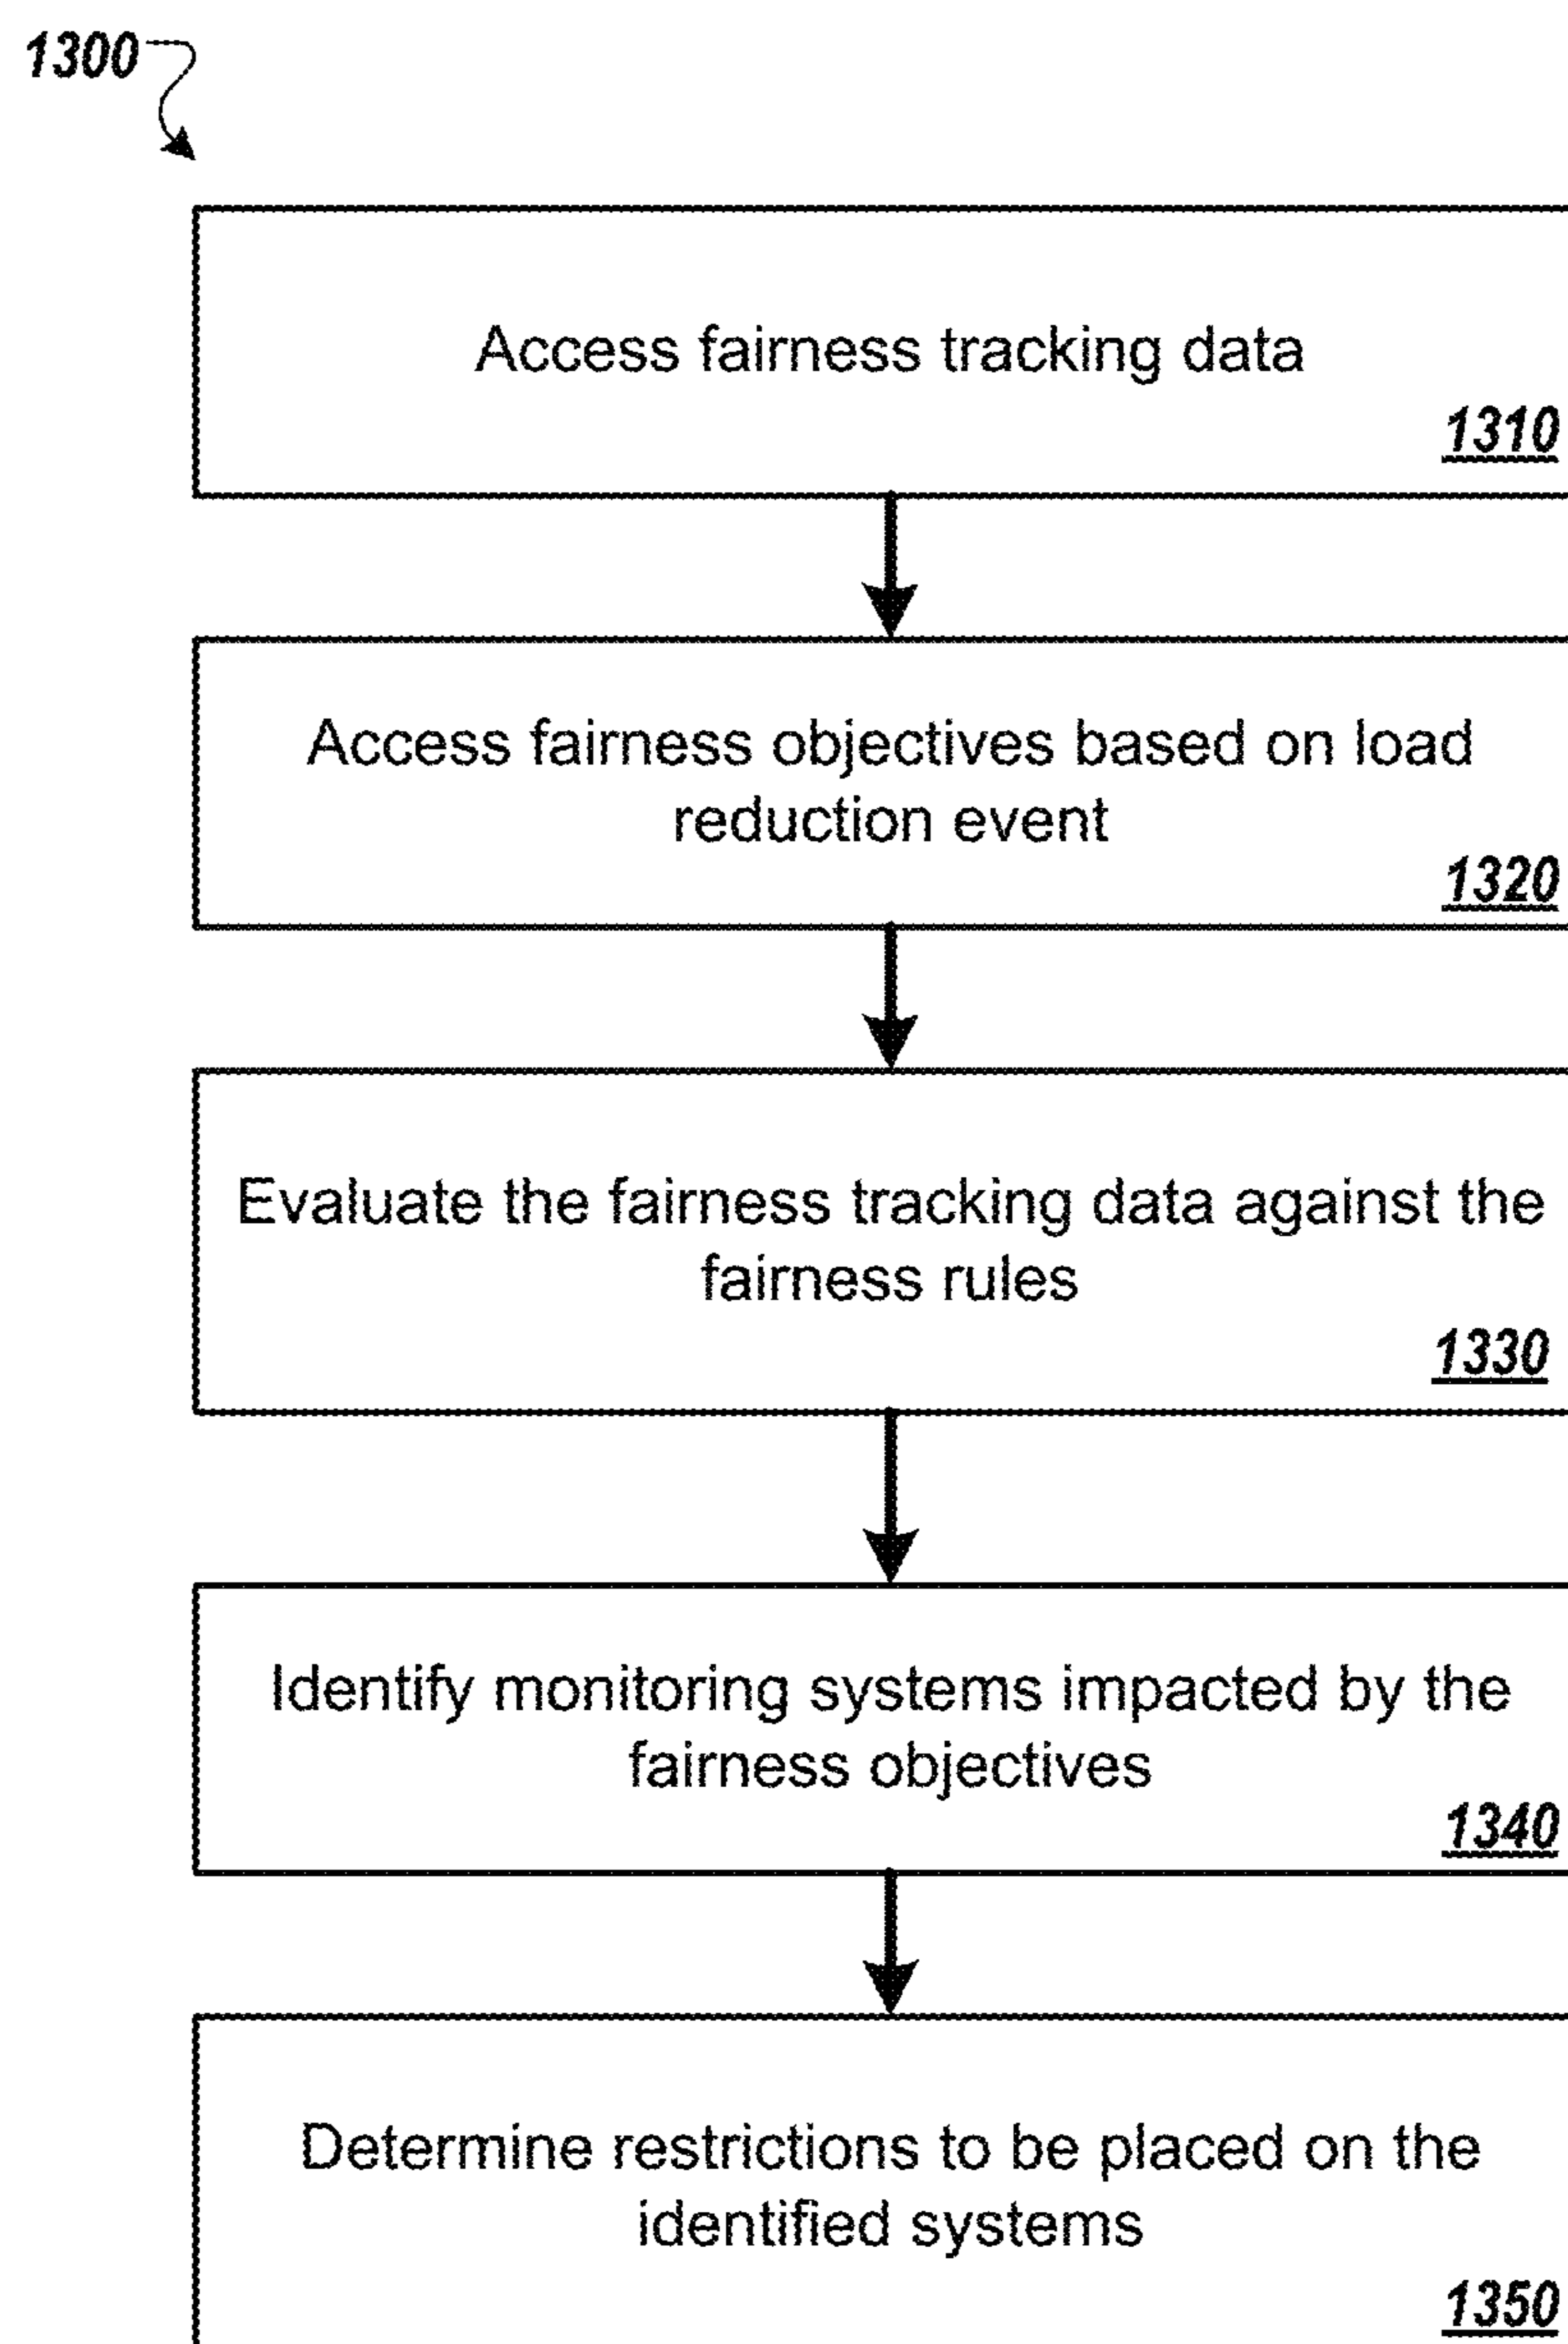 1300
Access fairness tracking data
1310
Access fairness objectives based on load
reduction event
1320
Evaluate the fairness tracking data against the
fairness rules
1330
Identify monitoring systems impacted by the
fairness objectives
1340
Determine restrictions to be placed on the
identified systems
1350